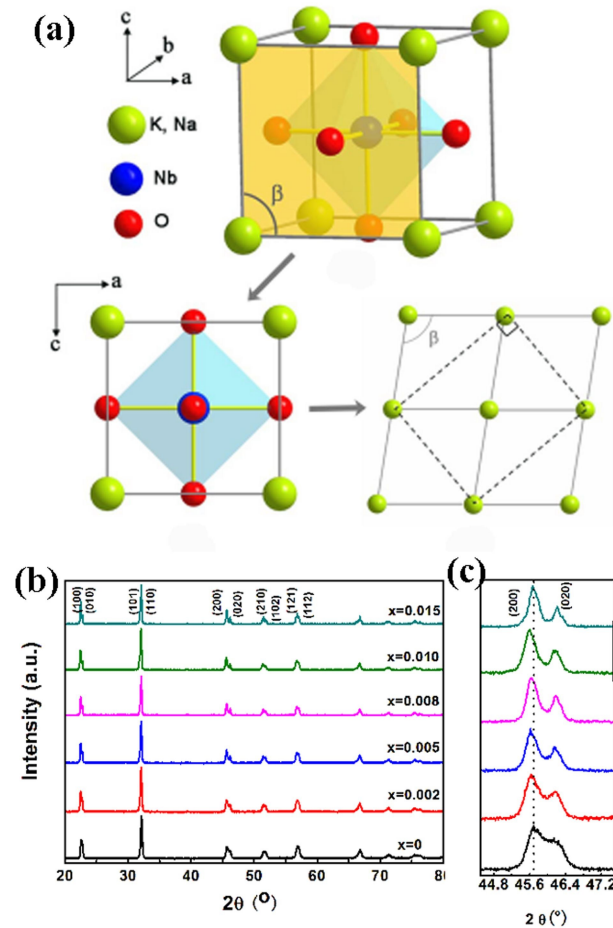 (a)
c
b
a
K, Na
Nb
O
β
a
c
β
(b)
(c)
(100)
(010)
(101)
(110)
(200)
(020)
(210)
(102)
(121)
(112)
x=0.015
x=0.010
x=0.008
x=0.005
x=0.002
x=0
Intensity (a.u.)
20 30 40 50 60 70 80
2θ (O)
(200)
(020)
44.8 45.6 46.4 47.2
2 θ (°)